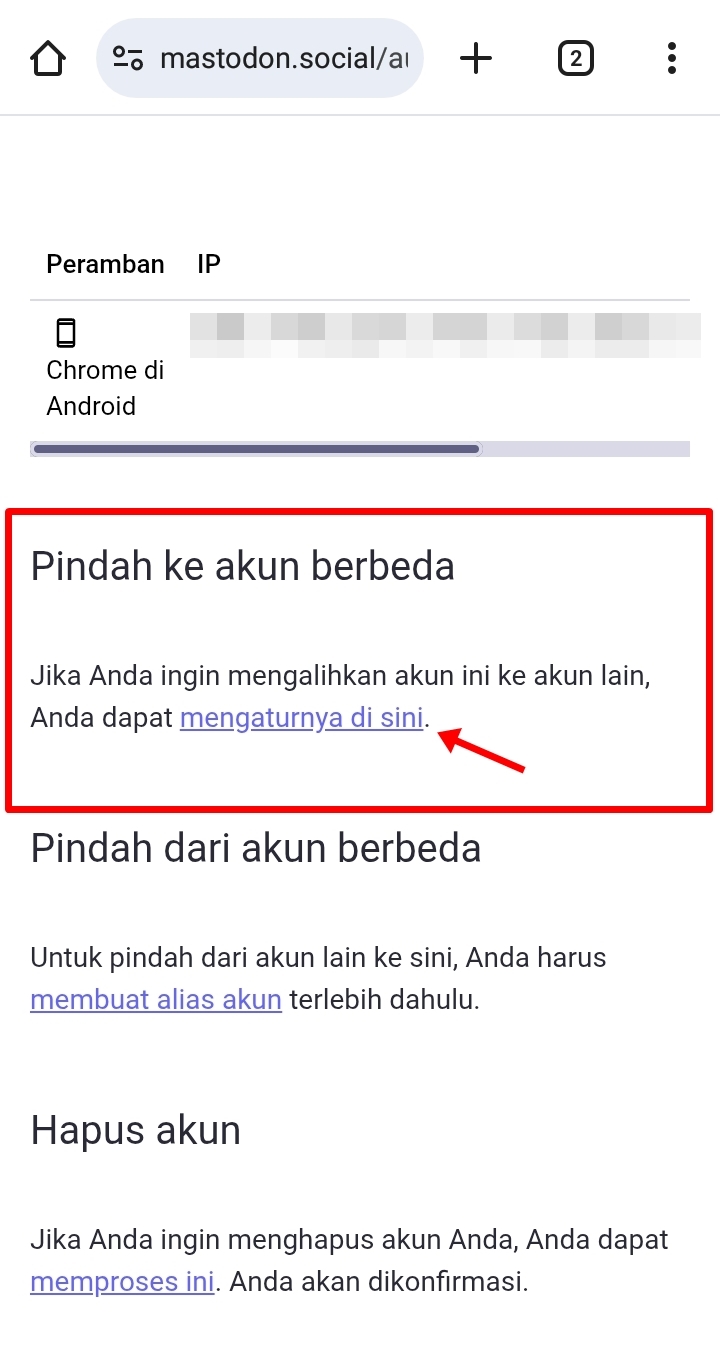 mastodon.social/au
2
Peramban IP
Chrome di
Android
Pindah ke akun berbeda
Jika Anda ingin mengalihkan akun ini ke akun lain,
Anda dapat mengaturnya di sini.
Pindah dari akun berbeda
Untuk pindah dari akun lain ke sini, Anda harus
membuat alias akun terlebih dahulu.
Hapus akun
Jika Anda ingin menghapus akun Anda, Anda dapat
memproses ini. Anda akan dikonfirmasi.